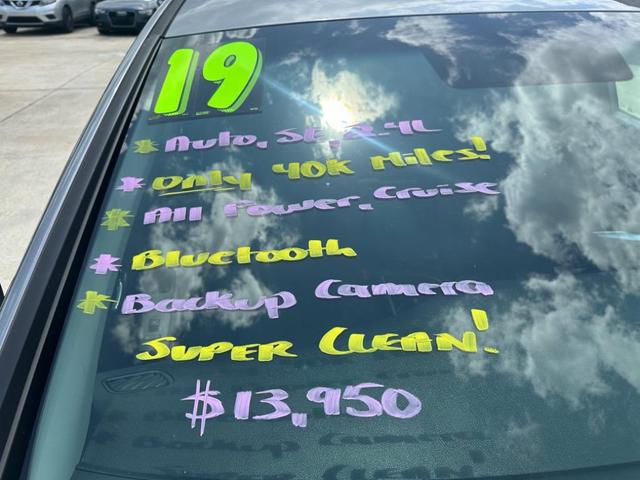 19
* Auto, SE, 2.4L
* Only 40K Miles!
* All Power, Cruise
* Bluetooth
* Backup Camera
Super Clean!
$13,950